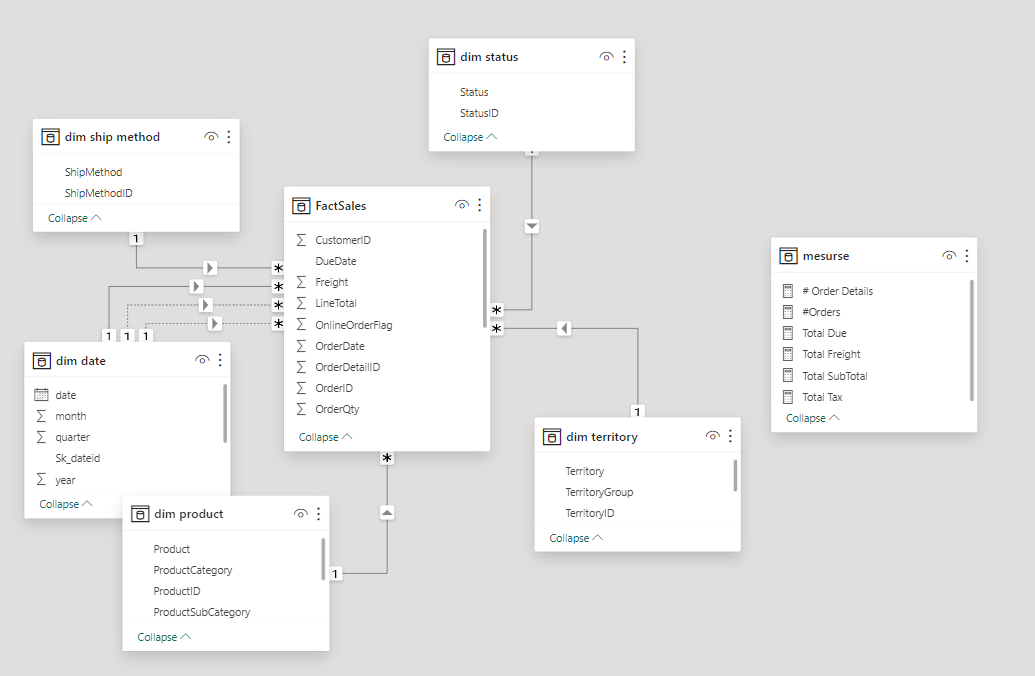 dim status
Status
StatusID
Collapse
dim ship method
ShipMethod
ShipMethodID
Collapse
1
FactSales
CustomerID
DueDate
Freight
LineTotal
OnlineOrderFlag
OrderDate
OrderDetailID
OrderID
OrderQty
Collapse
*
*
*
*
*
*
*
mesurse
# Order Details
#Orders
Total Due
Total Freight
Total SubTotal
Total Tax
Collapse
1 1 1
dim date
date
month
quarter
Sk_dateid
year
Collapse
1
dim territory
Territory
TerritoryGroup
TerritoryID
Collapse
dim product
Product
ProductCategory
ProductID
ProductSubCategory
Collapse
1